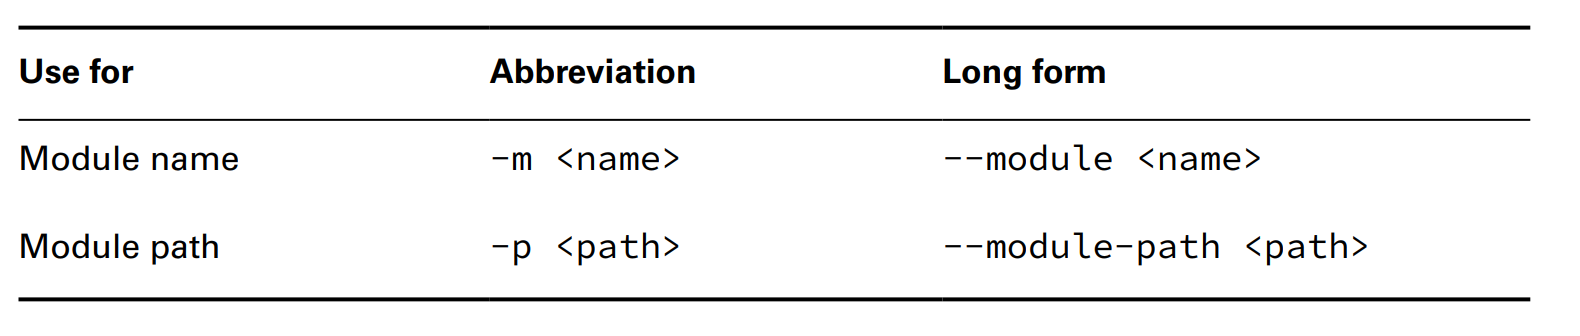 Use for Abbreviation Long form
Module name -m <name> --module <name>
Module path -p <path> --module-path <path>